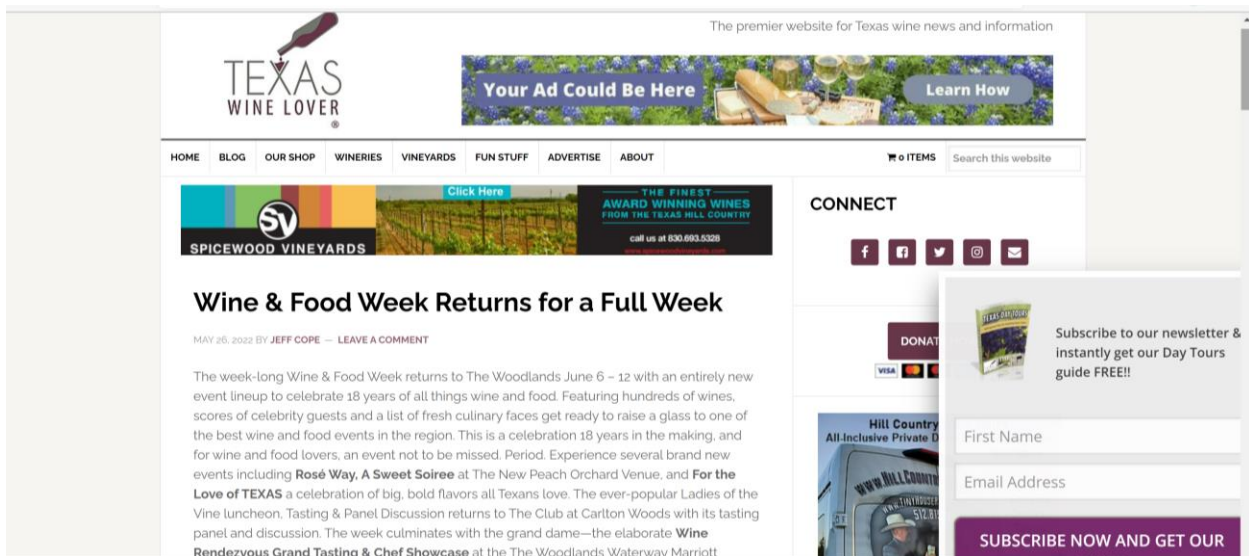 The premier website for Texas wine news and information
TEXAS
WINE LOVER
®
Your Ad Could Be Here
Learn How
HOME BLOG OUR SHOP WINERIES VINEYARDS FUN STUFF ADVERTISE ABOUT
0 ITEMS
Search this website
SV
SPICEWOOD VINEYARDS
Click Here
THE FINEST
AWARD WINNING WINES
FROM THE TEXAS HILL COUNTRY
call us at 830.693.5328
www.spicewoodvineyards.com
CONNECT
Wine & Food Week Returns for a Full Week
MAY 26, 2022 BY JEFF COPE — LEAVE A COMMENT
The week-long Wine & Food Week returns to The Woodlands June 6 – 12 with an entirely new
event lineup to celebrate 18 years of all things wine and food. Featuring hundreds of wines,
scores of celebrity guests and a list of fresh culinary faces get ready to raise a glass to one of
the best wine and food events in the region. This is a celebration 18 years in the making, and
for wine and food lovers, an event not to be missed. Period. Experience several brand new
events including Rosé Way, A Sweet Soiree at The New Peach Orchard Venue, and For the
Love of TEXAS a celebration of big, bold flavors all Texans love. The ever-popular Ladies of the
Vine luncheon, Tasting & Panel Discussion returns to The Club at Carlton Woods with its tasting
panel and discussion. The week culminates with the grand dame—the elaborate Wine
Rendezvous Grand Tasting & Chef Showcase at the The Woodlands Waterway Marriott
DONAT
VISA
Hill Country
All-Inclusive Private D
WWW.HILLCOUNT
512.81
TEXAS DAY TOURS
Subscribe to our newsletter &
instantly get our Day Tours
guide FREE!!
First Name
Email Address
SUBSCRIBE NOW AND GET OUR